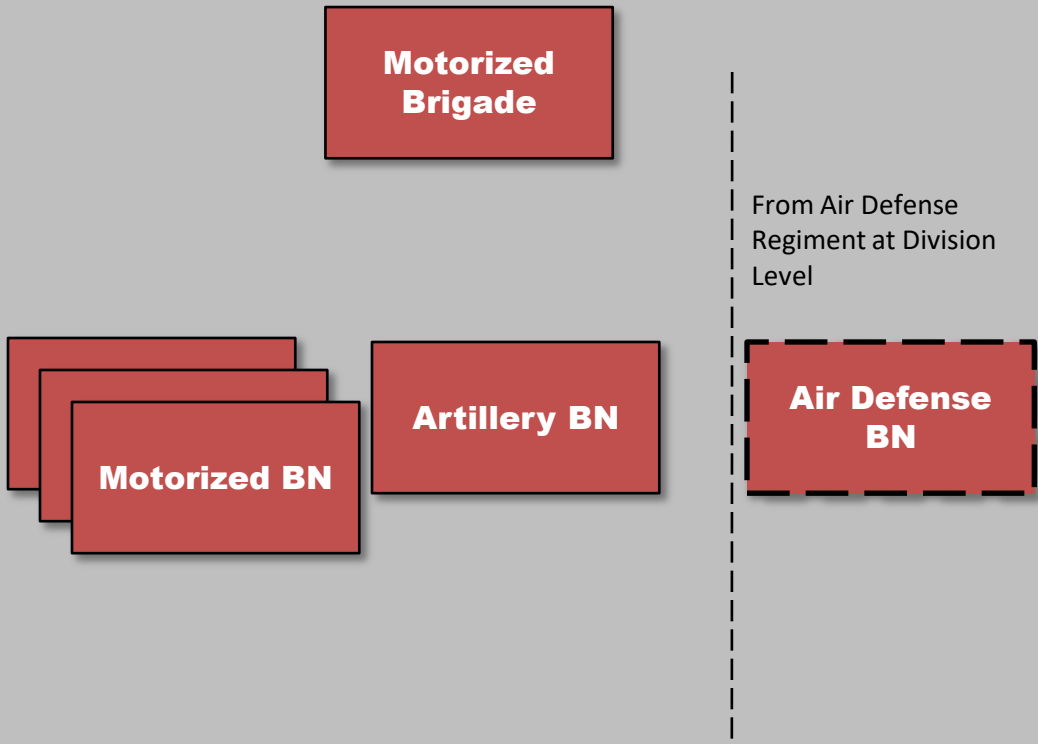 Motorized
Brigade
From Air Defense
Regiment at Division
Level
Motorized BN
Artillery BN
Air Defense
BN